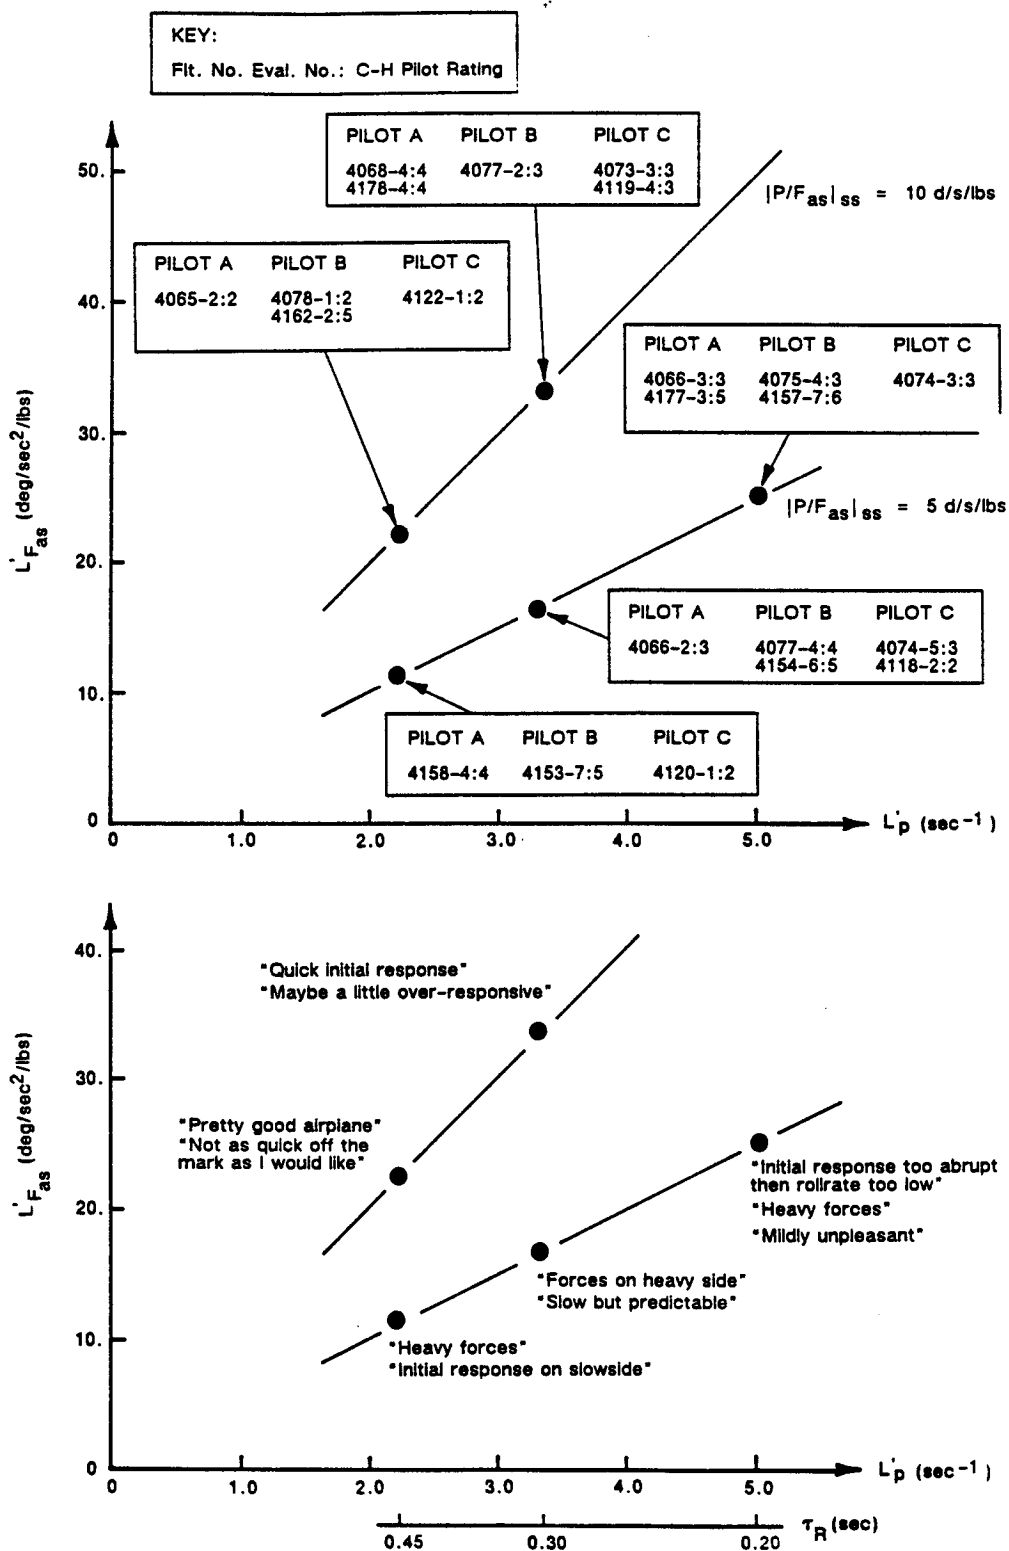 KEY:
Flt. No. Eval. No.: C-H Pilot Rating
PILOT A PILOT B PILOT C
4068-4:4 4077-2:3 4073-3:3
4178-4:4 4119-4:3
|P/Fas|ss = 10 d/s/lbs
PILOT A PILOT B PILOT C
4065-2:2 4078-1:2 4122-1:2
4162-2:5
PILOT A PILOT B PILOT C
4066-3:3 4075-4:3 4074-3:3
4177-3:5 4157-7:6
|P/Fas|ss = 5 d/s/lbs
PILOT A PILOT B PILOT C
4066-2:3 4077-4:4 4074-5:3
4154-6:5 4118-2:2
PILOT A PILOT B PILOT C
4158-4:4 4153-7:5 4120-1:2
L'Fas (deg/sec²/lbs)
50.
40.
30.
20.
10.
0
0 1.0 2.0 3.0 4.0 5.0
L'p (sec⁻¹)
L'Fas (deg/sec²/lbs)
40.
30.
20.
10.
0
"Quick initial response"
"Maybe a little over-responsive"
"Pretty good airplane"
"Not as quick off the
mark as I would like"
"Initial response too abrupt
then rollrate too low"
"Heavy forces"
"Mildly unpleasant"
"Forces on heavy side"
"Slow but predictable"
"Heavy forces"
"Initial response on slowside"
0 1.0 2.0 3.0 4.0 5.0
L'p (sec⁻¹)
0.45 0.30 0.20
τR (sec)